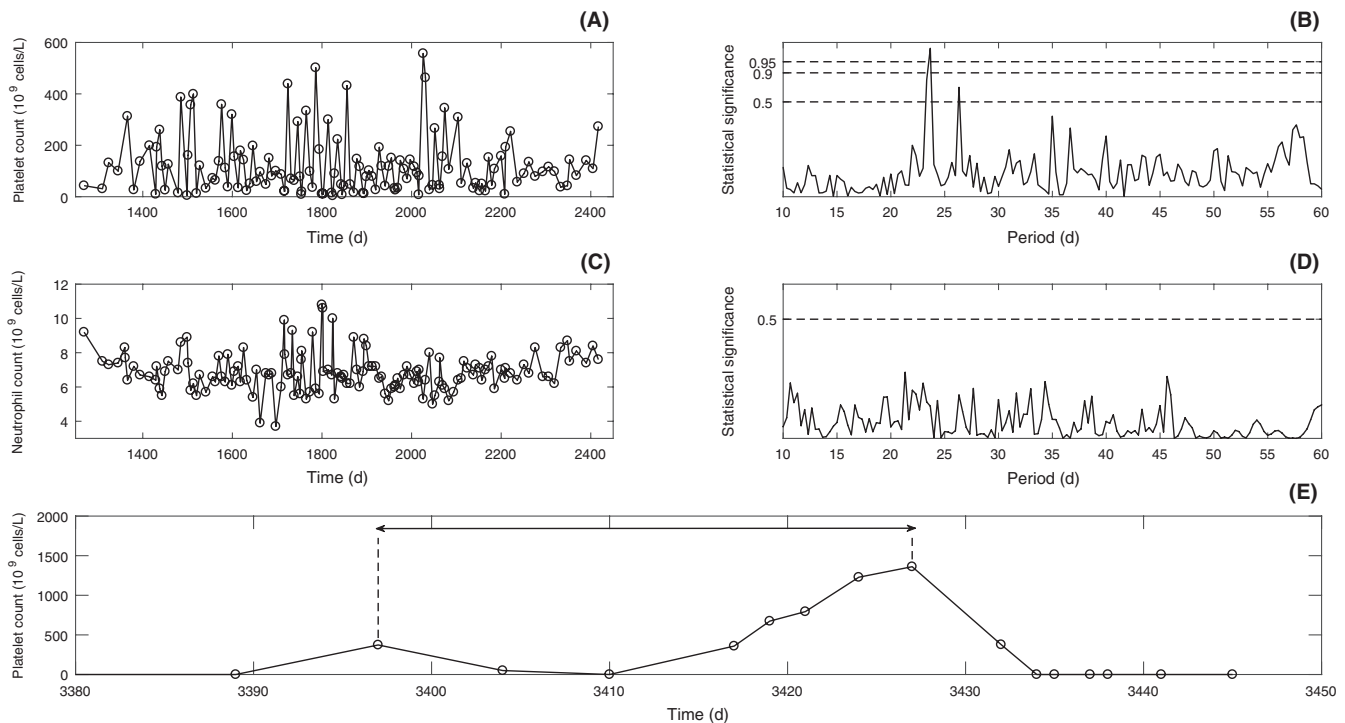 (A)
Platelet count (10 9 cells/L)
600
400
200
0
1400 1600 1800 2000 2200 2400
Time (d)
(B)
Statistical significance
0.95
0.9
0.5
10 15 20 25 30 35 40 45 50 55 60
Period (d)
(C)
Neutrophil count (10 9 cells/L)
12
10
8
6
4
1400 1600 1800 2000 2200 2400
Time (d)
(D)
Statistical significance
0.5
10 15 20 25 30 35 40 45 50 55 60
Period (d)
(E)
Platelet count (10 9 cells/L)
2000
1500
1000
500
0
3380 3390 3400 3410 3420 3430 3440 3450
Time (d)